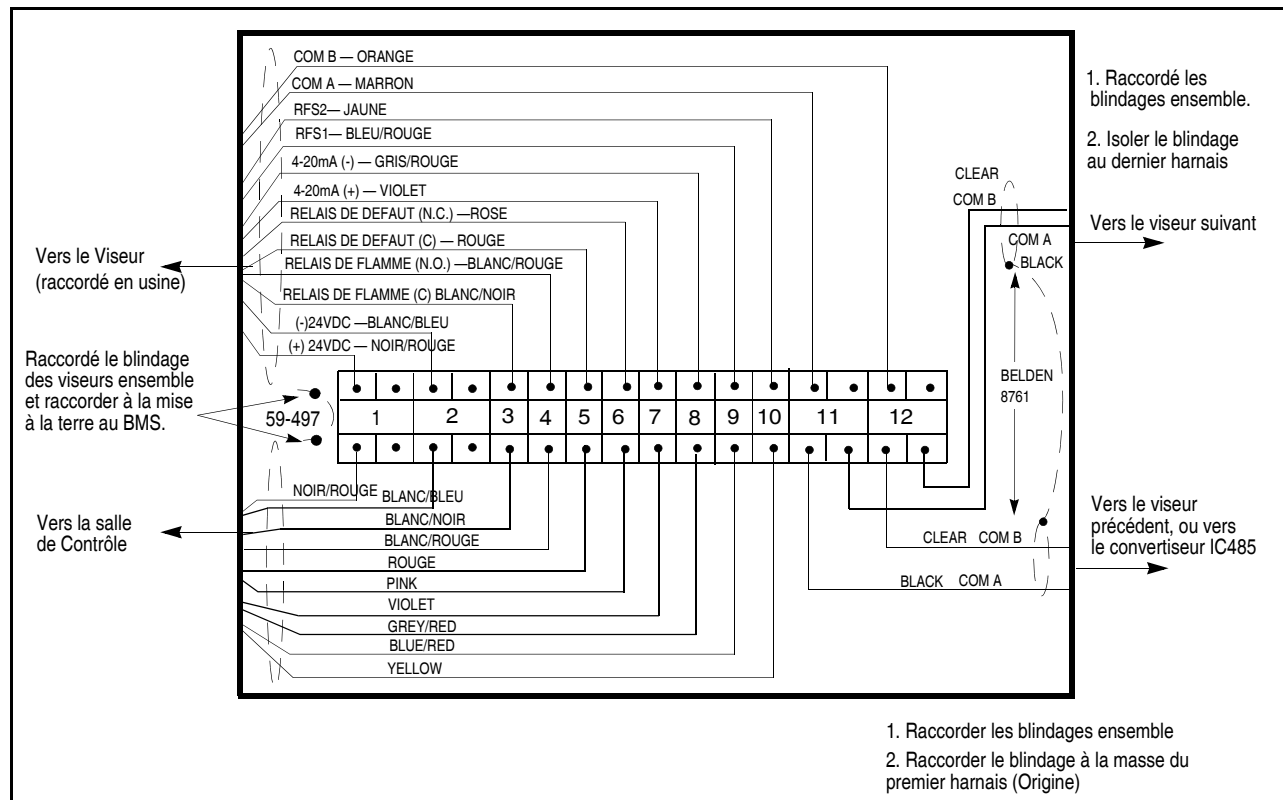 COM B — ORANGE
COM A — MARRON
RFS2— JAUNE
RFS1— BLEU/ROUGE
4-20mA (-) — GRIS/ROUGE
4-20mA (+) — VIOLET
RELAIS DE DEFAUT (N.C.) —ROSE
RELAIS DE DEFAUT (C) — ROUGE
RELAIS DE FLAMME (N.O.) —BLANC/ROUGE
RELAIS DE FLAMME (C) BLANC/NOIR
(-)24VDC —BLANC/BLEU
(+) 24VDC — NOIR/ROUGE
Vers le Viseur
(raccordé en usine)
Raccordé le blindage
des viseurs ensemble
et raccorder à la mise
à la terre au BMS.
59-497
1 2 3 4 5 6 7 8 9 10 11 12
Vers la salle
de Contrôle
NOIR/ROUGE
BLANC/BLEU
BLANC/NOIR
BLANC/ROUGE
ROUGE
PINK
VIOLET
GREY/RED
BLUE/RED
YELLOW
1. Raccordé les
blindages ensemble.
2. Isoler le blindage
au dernier harnais
CLEAR
COM B
COM A
BLACK
Vers le viseur suivant
BELDEN
8761
CLEAR COM B
BLACK COM A
Vers le viseur
précédent, ou vers
le convertiseur IC485
1. Raccorder les blindages ensemble
2. Raccorder le blindage à la masse du
premier harnais (Origine)